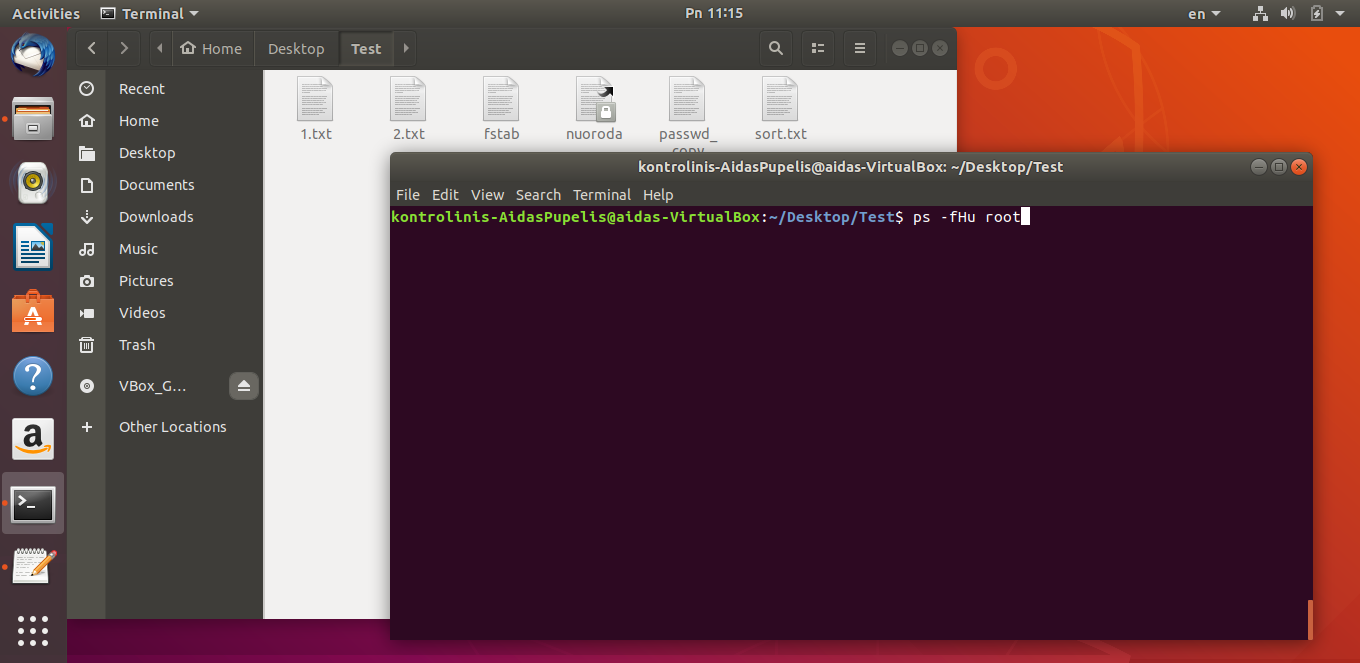 Activities Terminal Pn 11:15 en
Home Desktop Test
Recent
Home
Desktop
Documents
Downloads
Music
Pictures
Videos
Trash
VBox_G…
Other Locations
1.txt 2.txt fstab nuoroda passwd_ sort.txt
copy
kontrolinis-AidasPupelis@aidas-VirtualBox: ~/Desktop/Test
File Edit View Search Terminal Help
kontrolinis-AidasPupelis@aidas-VirtualBox:~/Desktop/Test$ ps -fHu root